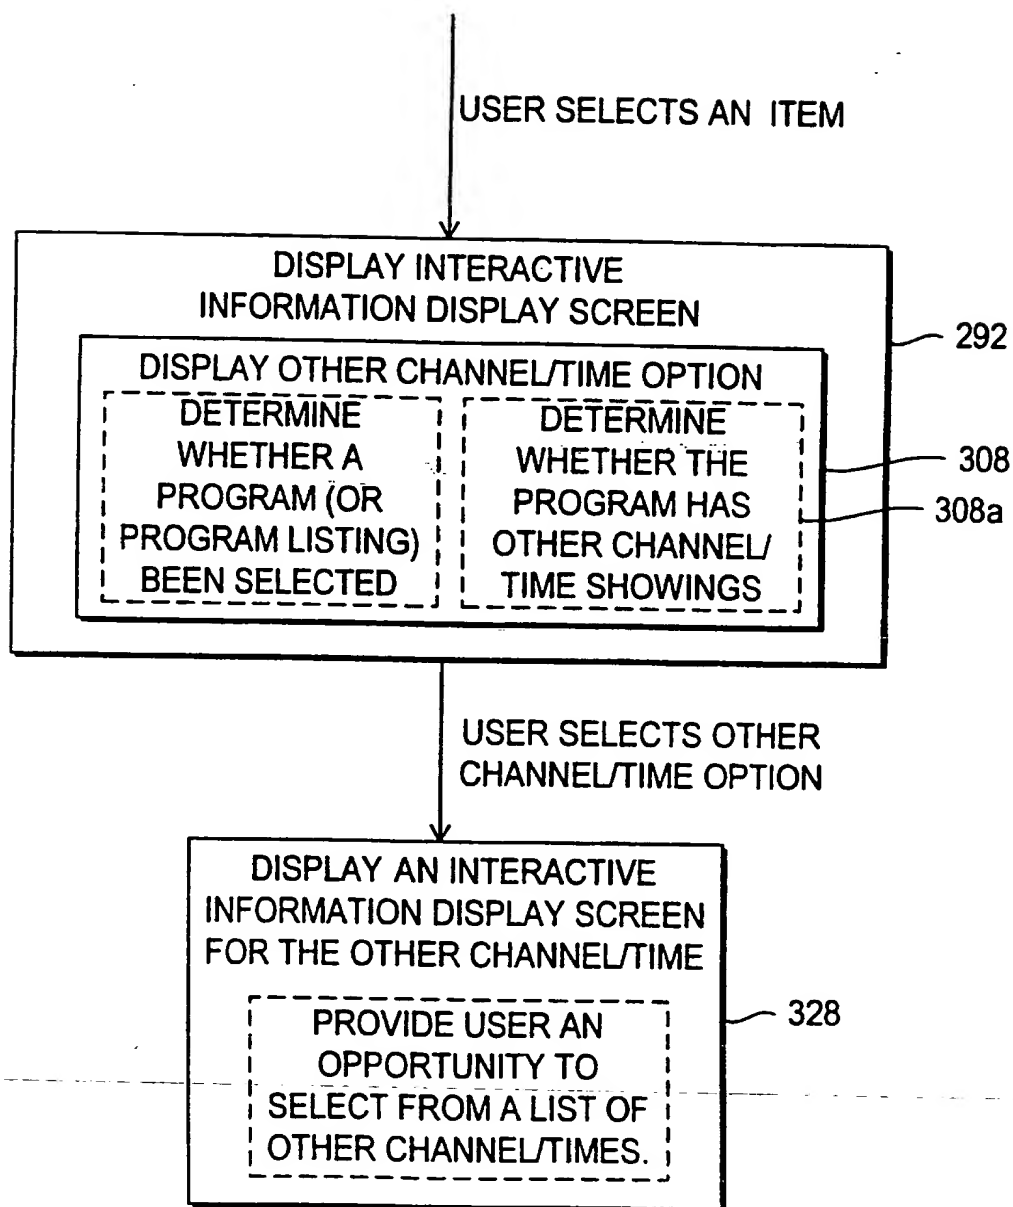 USER SELECTS AN ITEM
DISPLAY INTERACTIVE
INFORMATION DISPLAY SCREEN
292
DISPLAY OTHER CHANNEL/TIME OPTION
DETERMINE
WHETHER A
PROGRAM (OR
PROGRAM LISTING)
BEEN SELECTED
DETERMINE
WHETHER THE
PROGRAM HAS
OTHER CHANNEL/
TIME SHOWINGS
308
308a
USER SELECTS OTHER
CHANNEL/TIME OPTION
DISPLAY AN INTERACTIVE
INFORMATION DISPLAY SCREEN
FOR THE OTHER CHANNEL/TIME
PROVIDE USER AN
OPPORTUNITY TO
SELECT FROM A LIST OF
OTHER CHANNEL/TIMES.
328